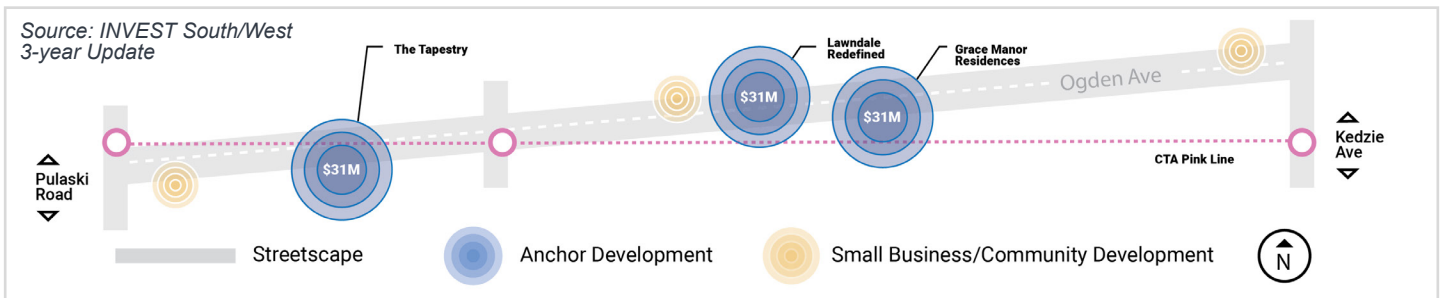 Source: INVEST South/West
3-year Update
The Tapestry
Lawndale
Redefined
Grace Manor
Residences
Ogden Ave
$31M
$31M
$31M
Pulaski
Road
Kedzie
Ave
CTA Pink Line
Streetscape
Anchor Development
Small Business/Community Development
N